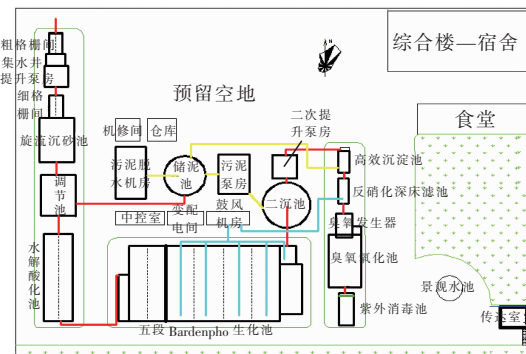 粗格栅间
集水井
提升泵房
细格
栅间
旋流沉砂池
调
节
池
水
解
酸
化
池
预留空地
综合楼—宿舍
食堂
机修间
仓库
污泥脱
水机房
储泥
池
污泥
泵房
二次提
升泵房
高效沉淀池
反硝化深床滤池
二沉池
中控室
变配
电间
鼓风
机房
臭氧发生器
臭氧氧化池
紫外消毒池
五段 Bardenpho 生化池
景观水池
传达室